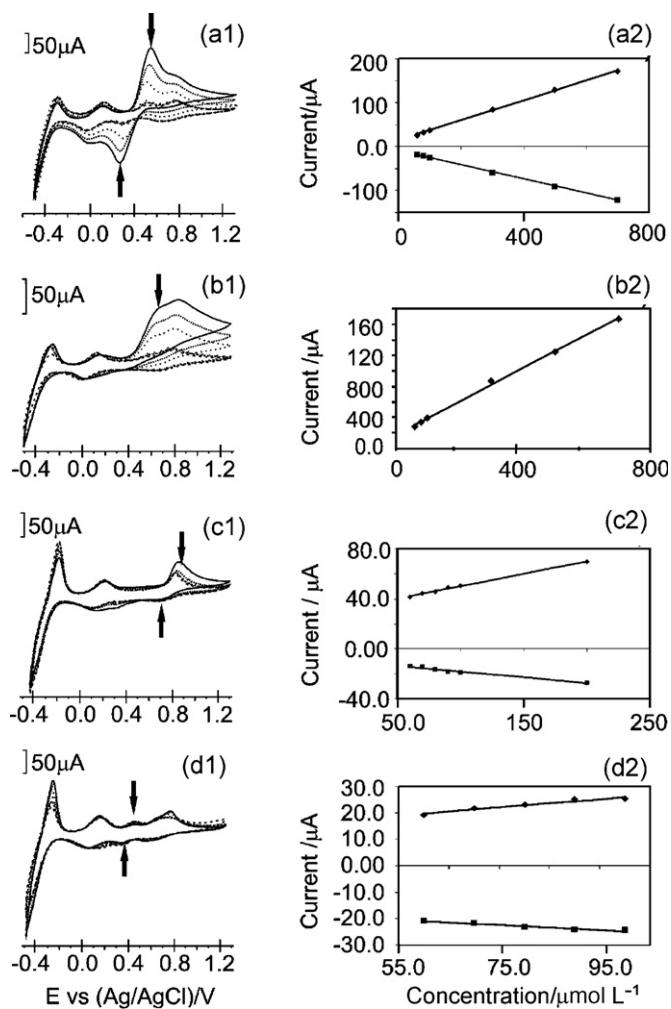 50µA
(a1)
-0.4 0.0 0.4 0.8 1.2
(a2)
Current/µA
200
100
0.0
-100
0 400 800
50µA
(b1)
-0.4 0.0 0.4 0.8 1.2
(b2)
Current /µA
160
120
800
400
0.0
0 400 800
50µA
(c1)
-0.4 0.0 0.4 0.8 1.2
(c2)
Current / µA
80.0
40.0
0.00
-40.0
50.0 150 250
50µA
(d1)
-0.4 0.0 0.4 0.8 1.2
E vs (Ag/AgCl)/V
(d2)
Current /µA
30.0
20.0
10.0
0.00
-10.0
-20.0
-30.0
55.0 75.0 95.0
Concentration/µmol L⁻¹